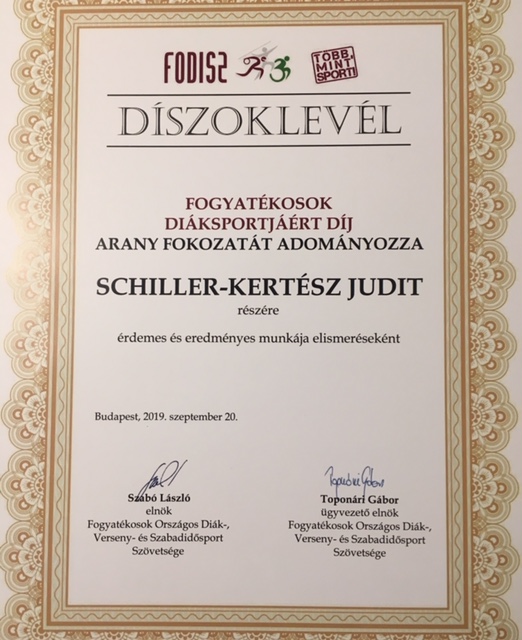 FODISZ
TÖBB,
MINT
SPORT!
DÍSZOKLEVÉL
FOGYATÉKOSOK
DIÁKSPORTJÁÉRT DÍJ
ARANY FOKOZATÁT ADOMÁNYOZZA
SCHILLER-KERTÉSZ JUDIT
részére
érdemes és eredményes munkája elismeréseként
Budapest, 2019. szeptember 20.
Szabó László
elnök
Fogyatékosok Országos Diák-,
Verseny- és Szabadidősport
Szövetsége
Toponári Gábor
Toponári Gábor
ügyvezető elnök
Fogyatékosok Országos Diák-,
Verseny- és Szabadidősport
Szövetsége